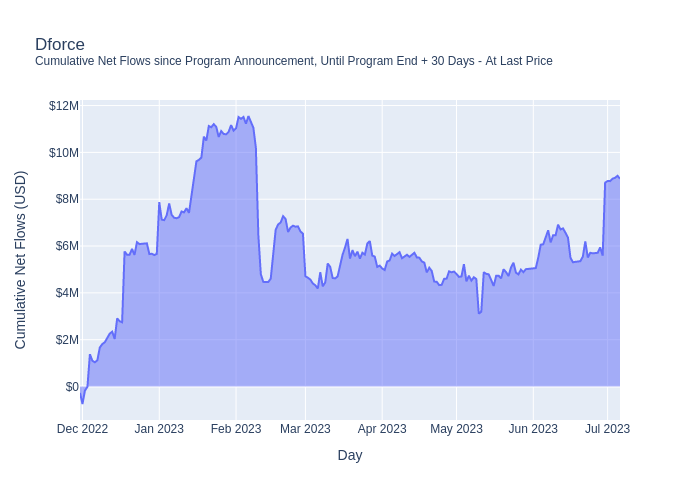 Dforce
Cumulative Net Flows since Program Announcement, Until Program End + 30 Days - At Last Price
Cumulative Net Flows (USD)
$12M
$10M
$8M
$6M
$4M
$2M
$0
Dec 2022
Jan 2023
Feb 2023
Mar 2023
Apr 2023
May 2023
Jun 2023
Jul 2023
Day